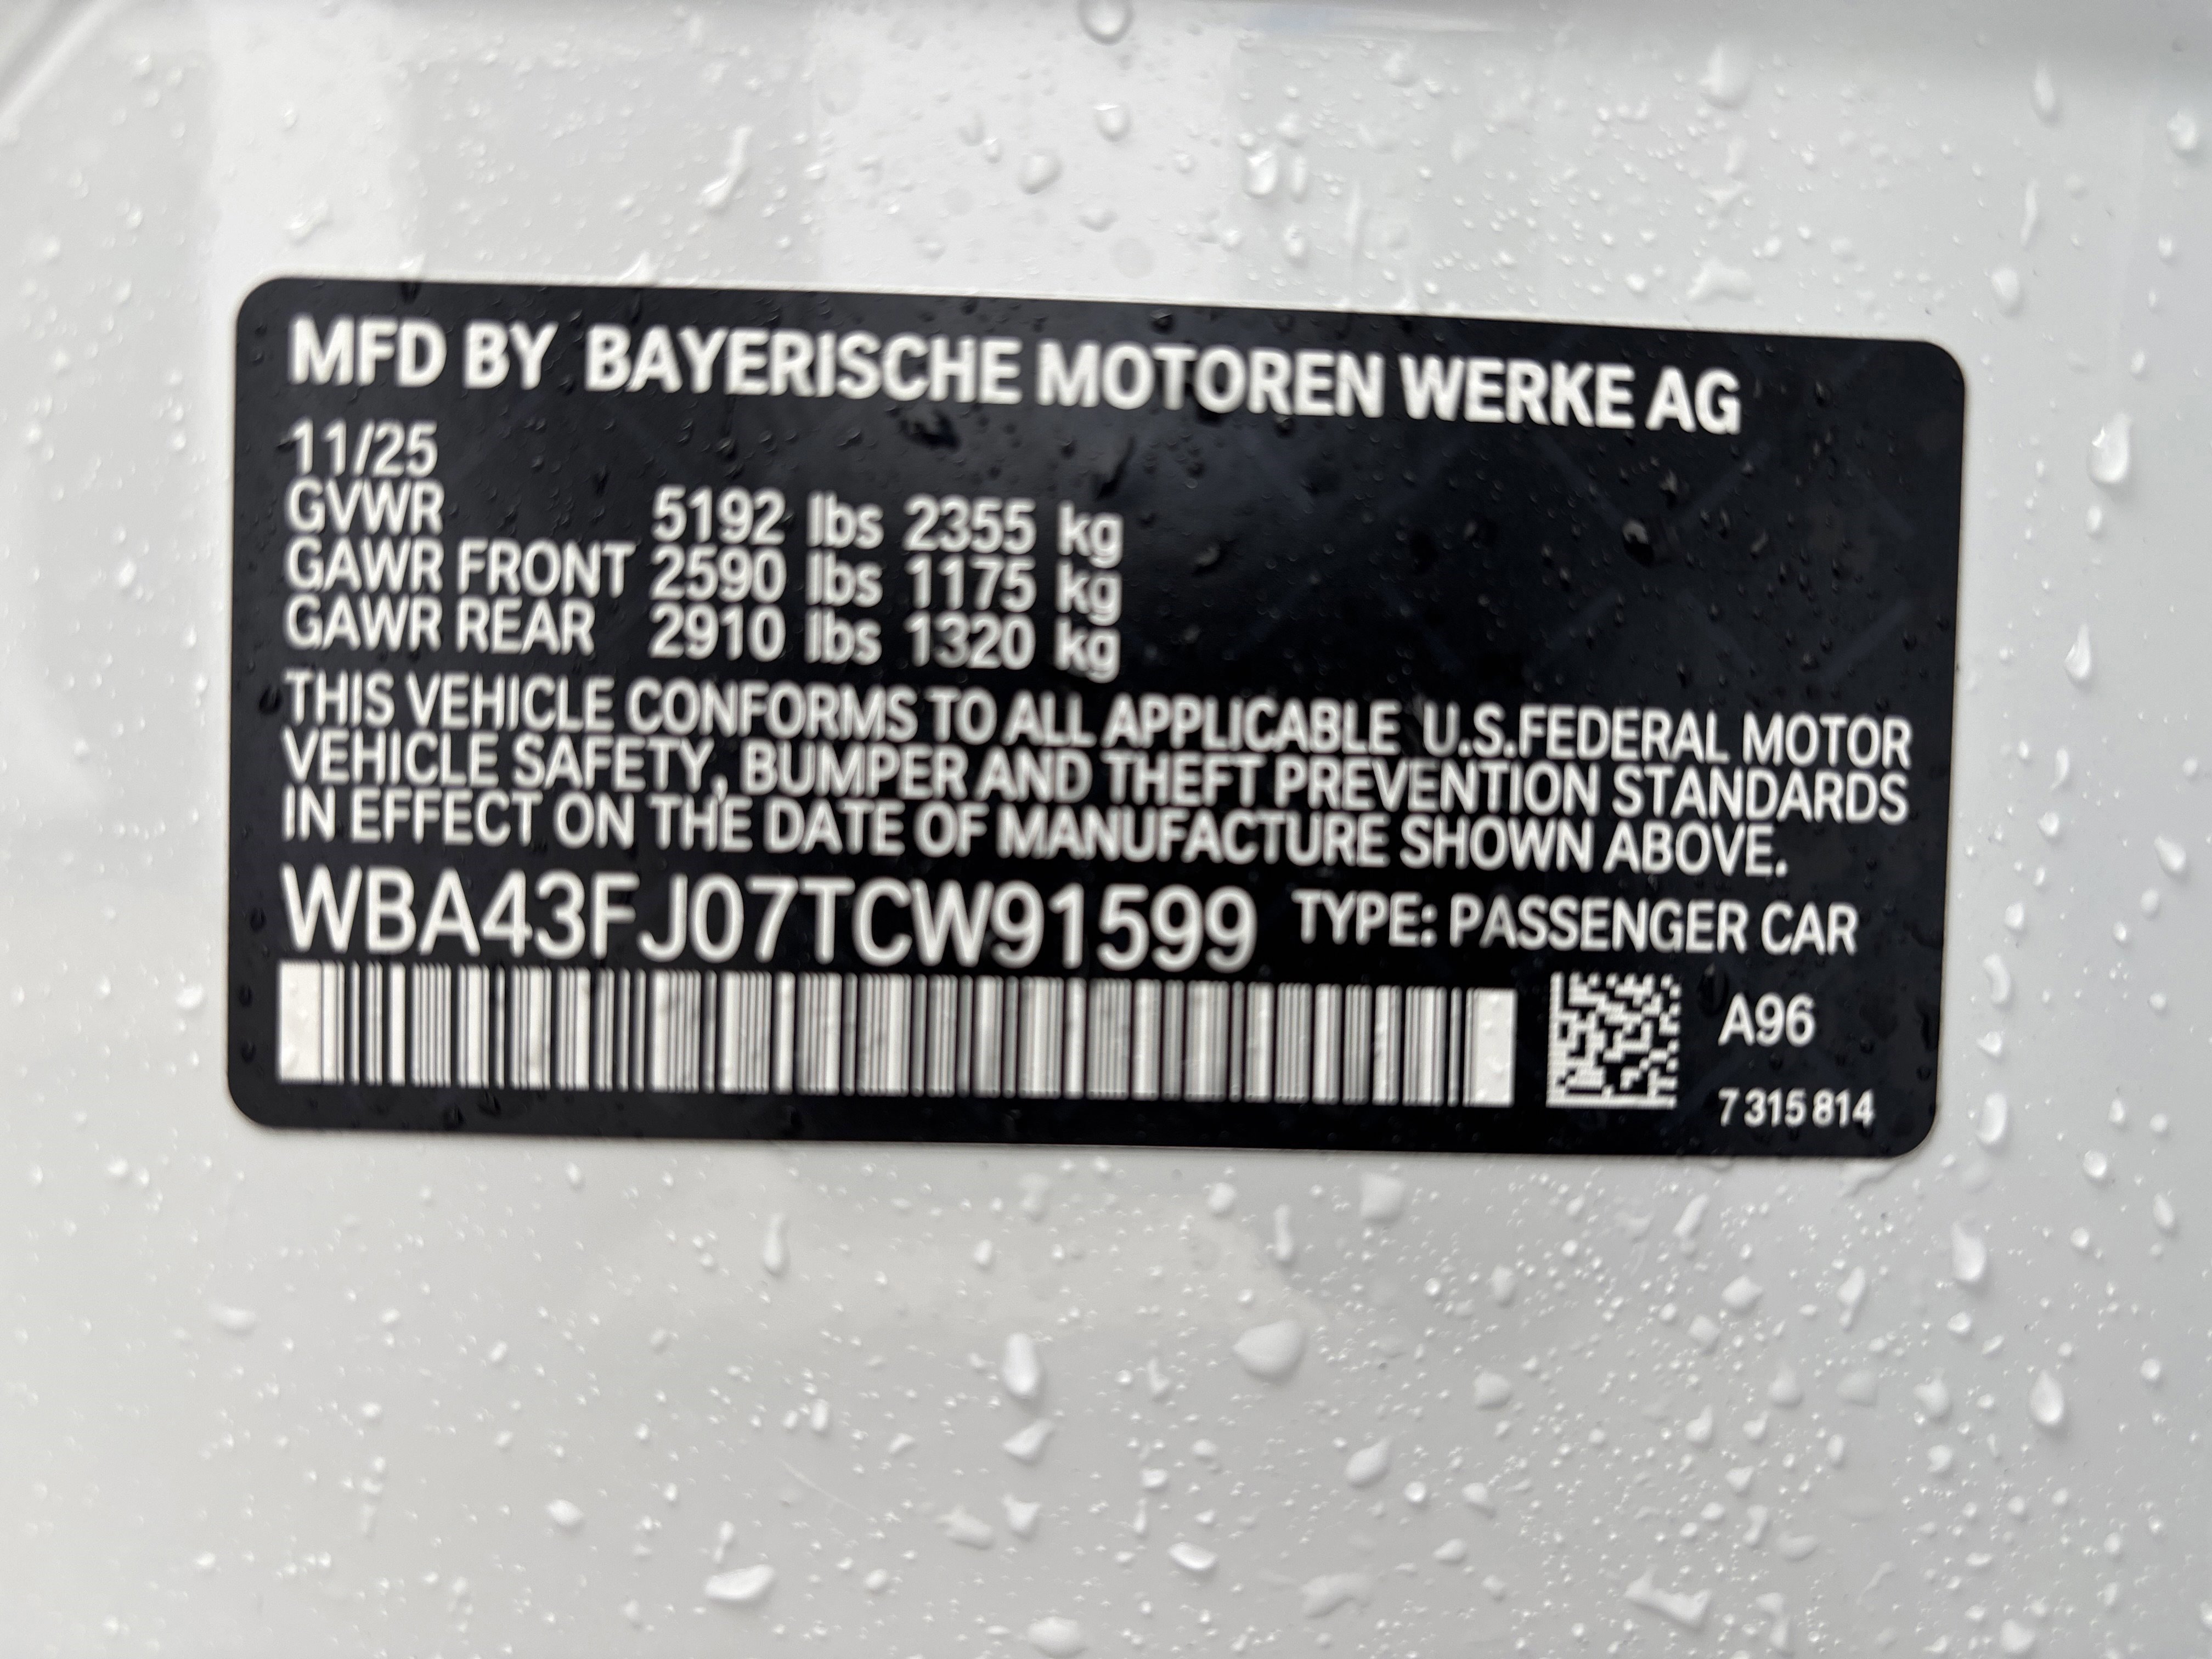 MFD BY BAYERISCHE MOTOREN WERKE AG
11/25
GVWR 5192 lbs 2355 kg
GAWR FRONT 2590 lbs 1175 kg
GAWR REAR 2910 lbs 1320 kg
THIS VEHICLE CONFORMS TO ALL APPLICABLE U.S.FEDERAL MOTOR
VEHICLE SAFETY, BUMPER AND THEFT PREVENTION STANDARDS
IN EFFECT ON THE DATE OF MANUFACTURE SHOWN ABOVE.
WBA43FJ07TCW91599 TYPE: PASSENGER CAR
A96
7 315 814